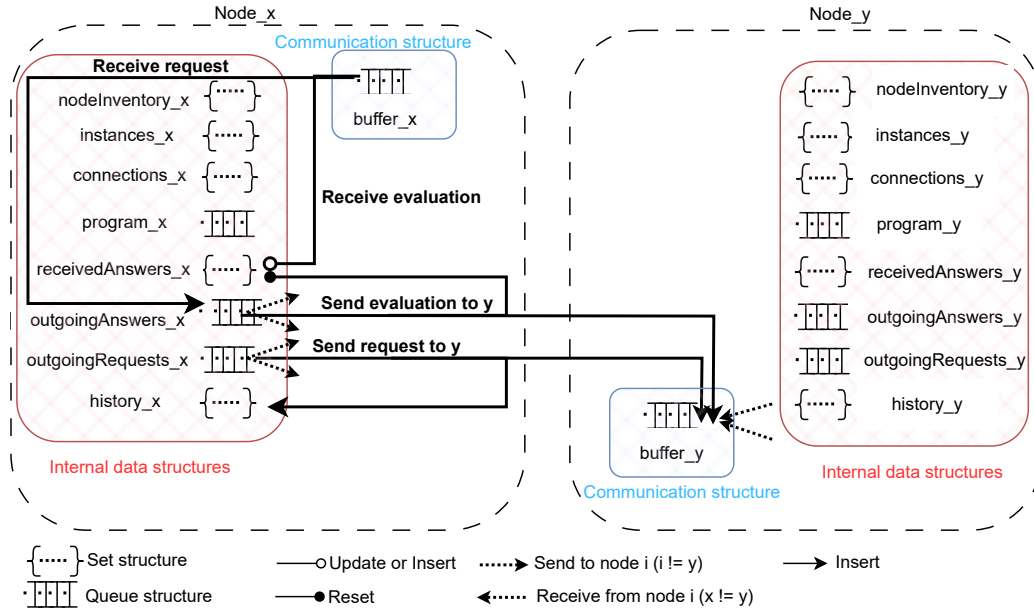 Node_x
Node_y
Communication structure
Receive request
buffer_x
nodeInventory_x
instances_x
connections_x
program_x
receivedAnswers_x
outgoingAnswers_x
outgoingRequests_x
history_x
Internal data structures
Receive evaluation
Send evaluation to y
Send request to y
nodeInventory_y
instances_y
connections_y
program_y
receivedAnswers_y
outgoingAnswers_y
outgoingRequests_y
history_y
Internal data structures
buffer_y
Communication structure
Set structure
Update or Insert
Send to node i (i != y)
Insert
Queue structure
Reset
Receive from node i (x != y)